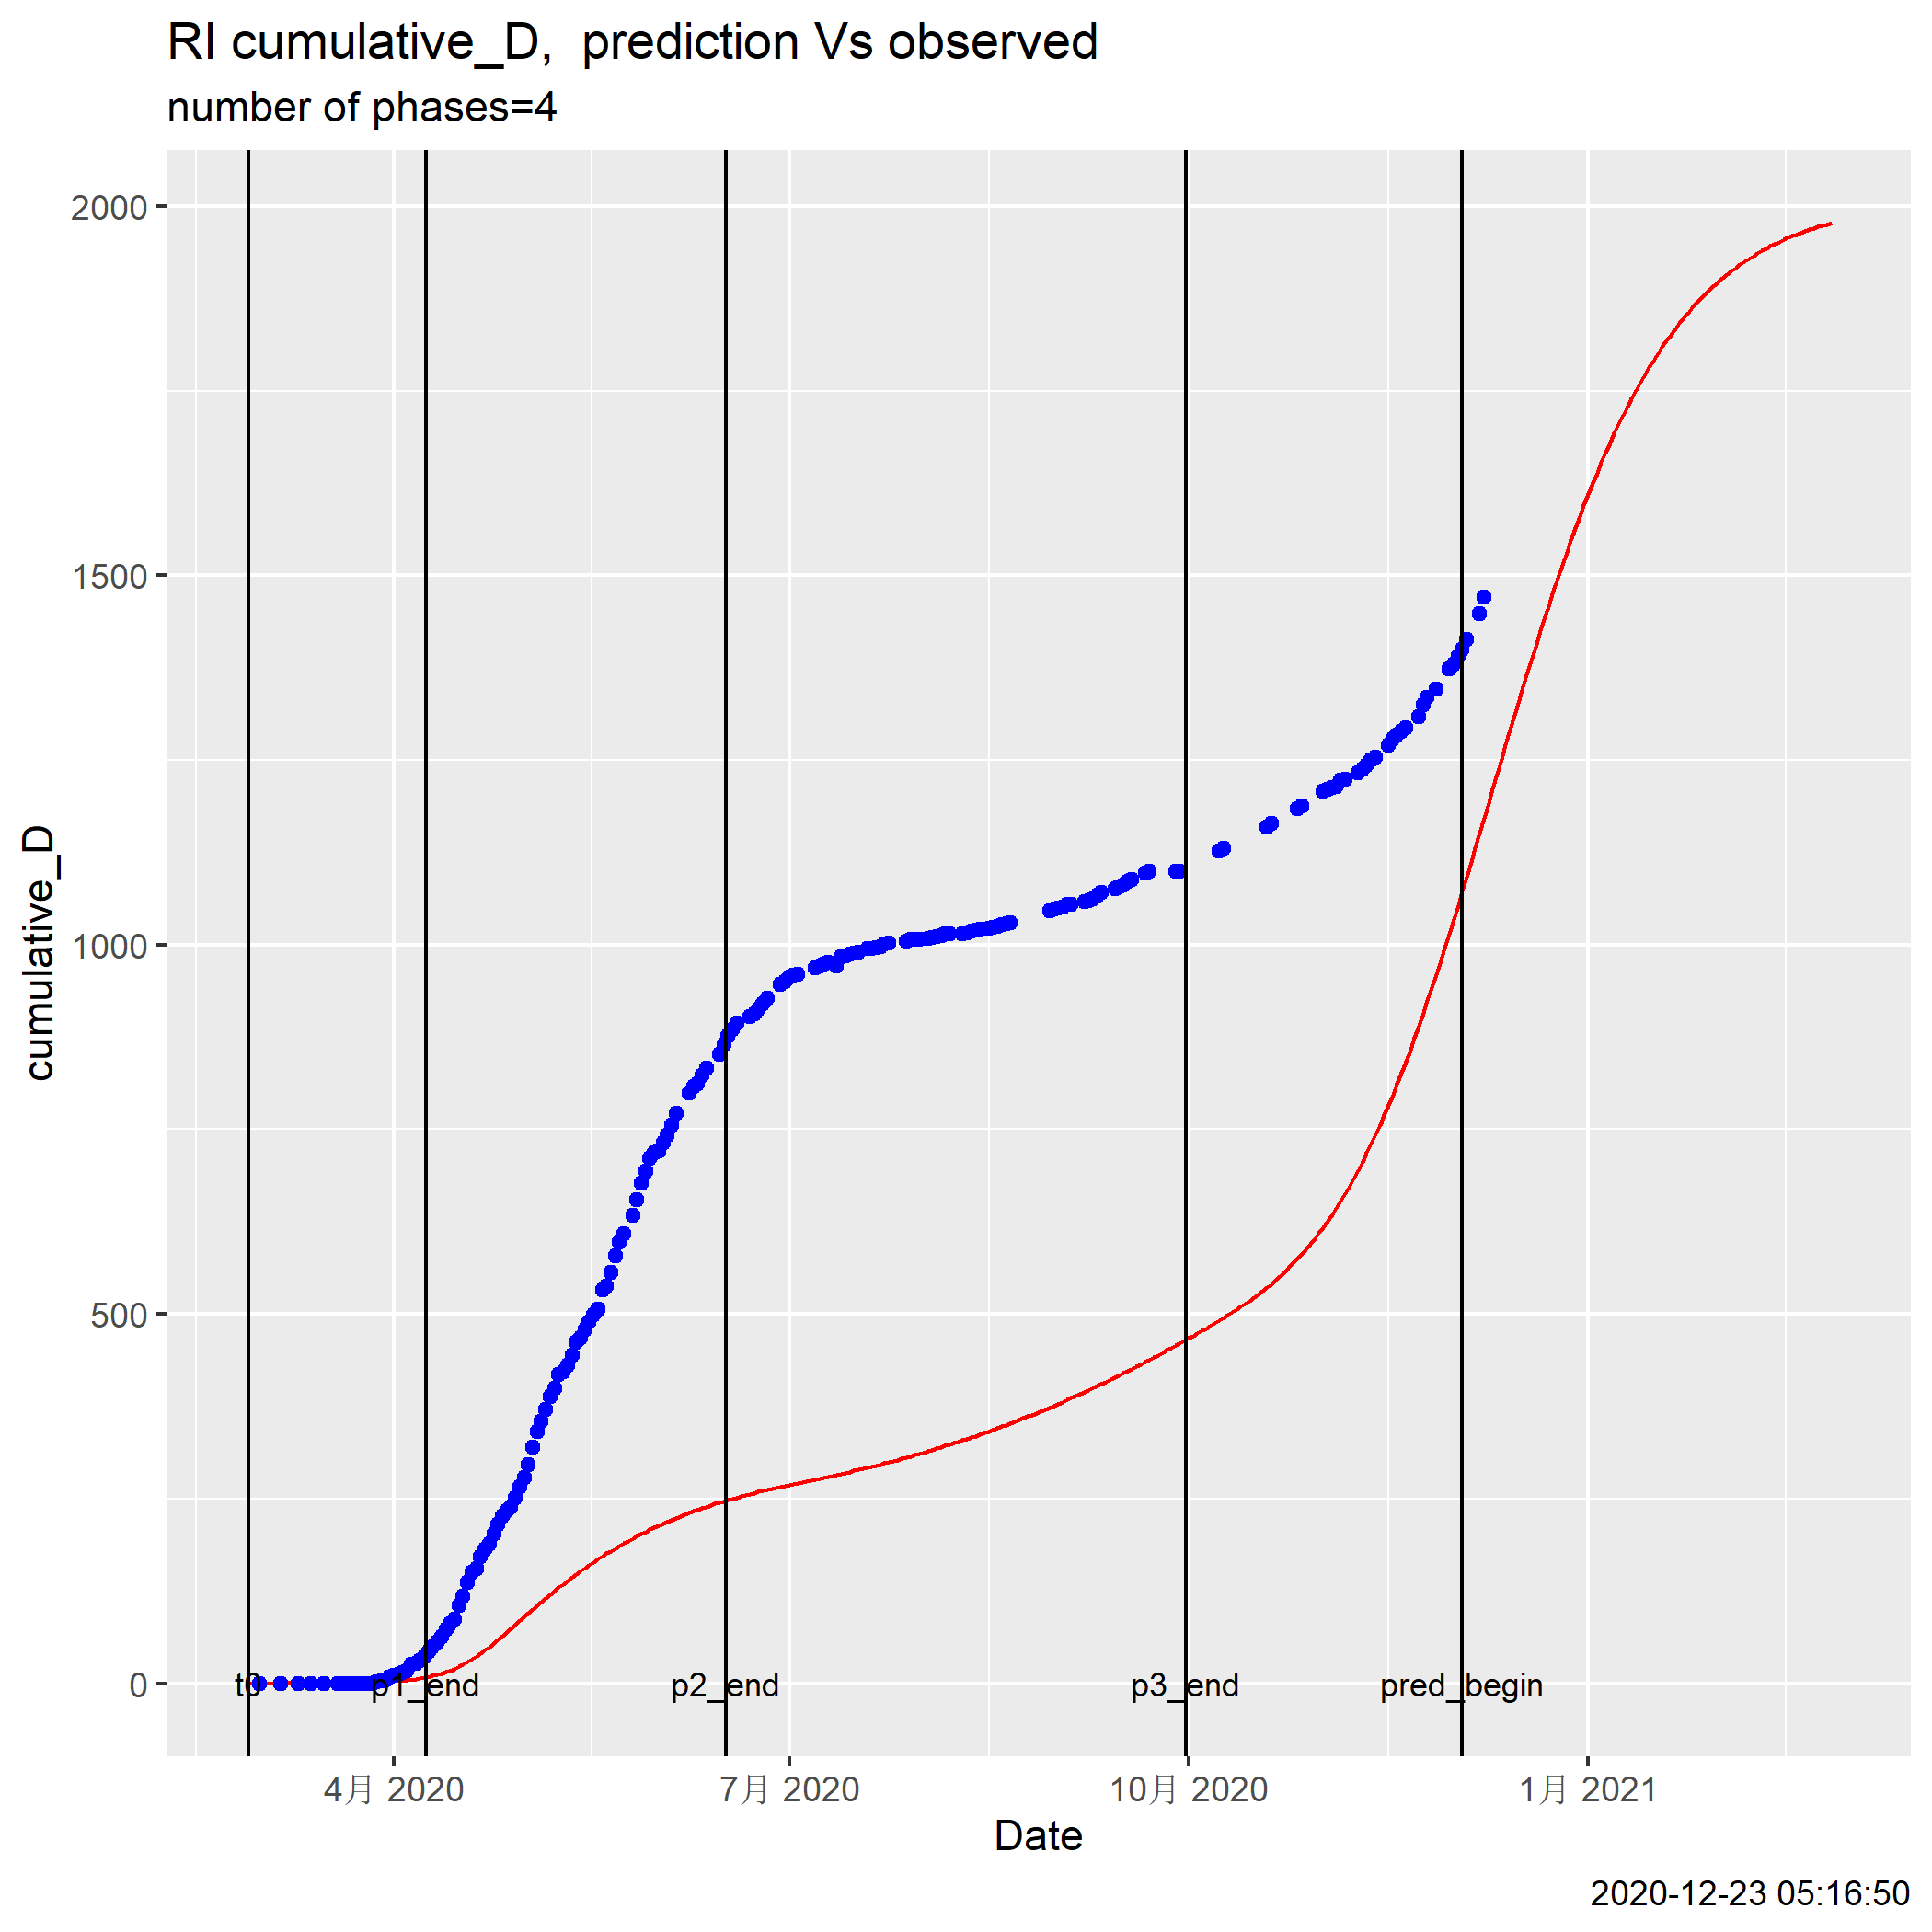 RI cumulative_D,  prediction Vs observed
number of phases=4
cumulative_D
2000
1500
1000
500
0
t0
p1_end
p2_end
p3_end
pred_begin
4月 2020
7月 2020
10月 2020
1月 2021
Date
2020-12-23 05:16:50